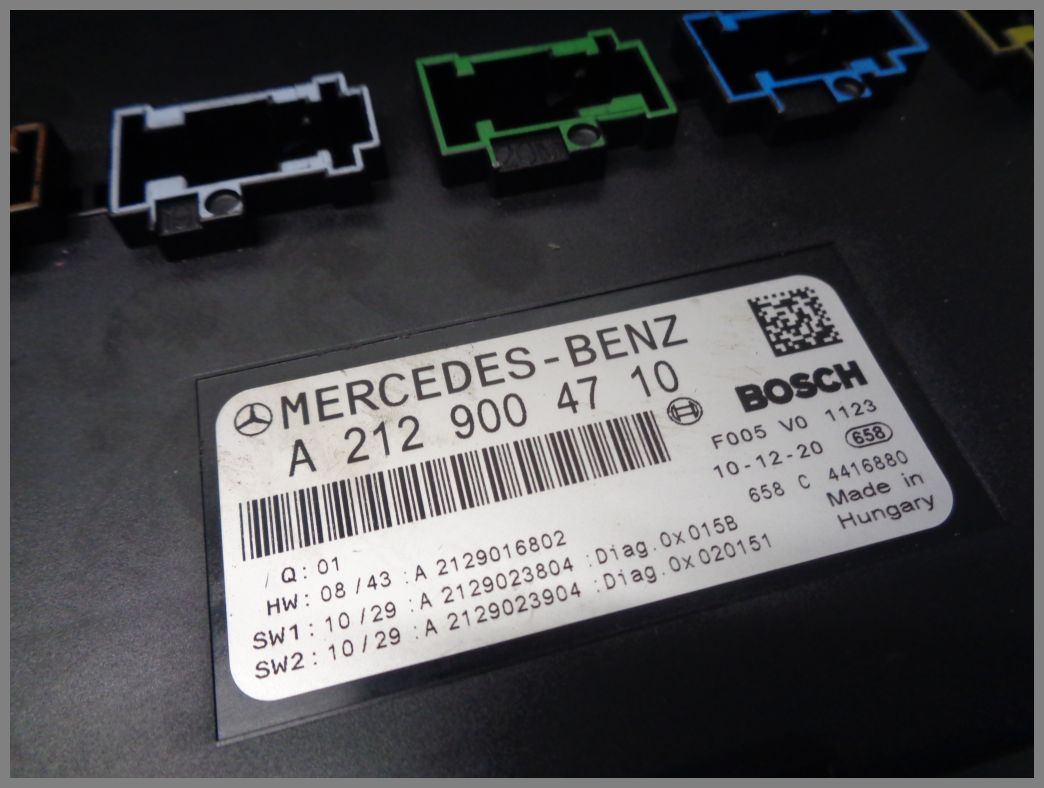 MERCEDES-BENZ
A 212 900 47 10
BOSCH
F005 V0 1123
10-12-20 658
658 C 4416880
Made in
Hungary
Q: 01
HW: 08/43 :A 2129016802
SW1: 10/29 :A 2129023804 :Diag.0x015B
SW2: 10/29 :A 2129023904 :Diag.0x020151